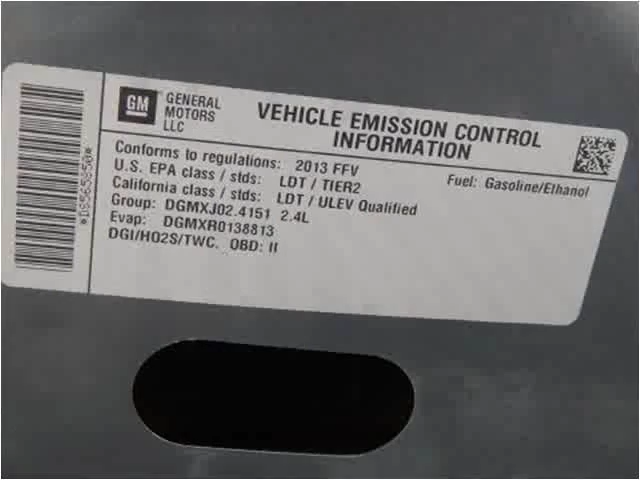 GM
GENERAL
MOTORS
LLC
VEHICLE EMISSION CONTROL
INFORMATION
Conforms to regulations: 2013 FFV
Fuel: Gasoline/Ethanol
U.S. EPA class / stds: LDT / TIER2
California class / stds: LDT / ULEV Qualified
Group: DGMXJ02.4151 2.4L
Evap: DGMXR0138813
DGI/HO2S/TWC. OBD: II